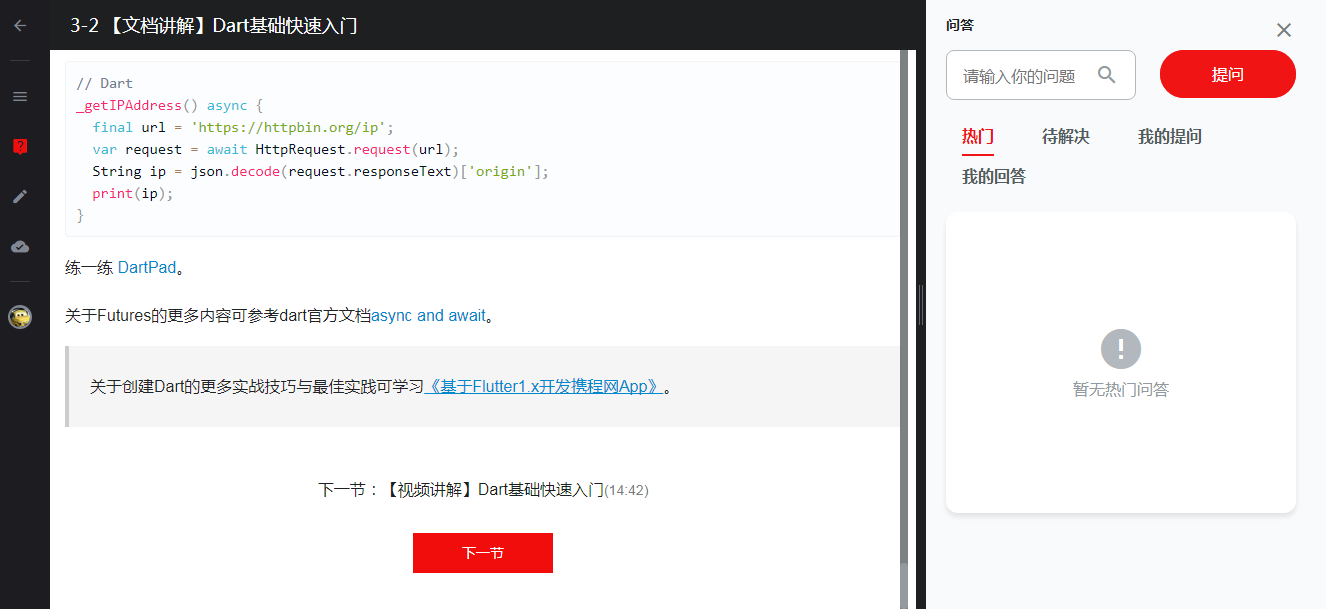 3-2 【文档讲解】Dart基础快速入门
// Dart
_getIPAddress() async {
  final url = 'https://httpbin.org/ip';
  var request = await HttpRequest.request(url);
  String ip = json.decode(request.responseText)['origin'];
  print(ip);
}
练一练 DartPad。
关于Futures的更多内容可参考dart官方文档async and await。
关于创建Dart的更多实战技巧与最佳实践可学习《基于Flutter1.x开发携程网App》。
下一节：【视频讲解】Dart基础快速入门(14:42)
下一节
问答
请输入你的问题
提问
热门 待解决 我的提问
我的回答
暂无热门问答